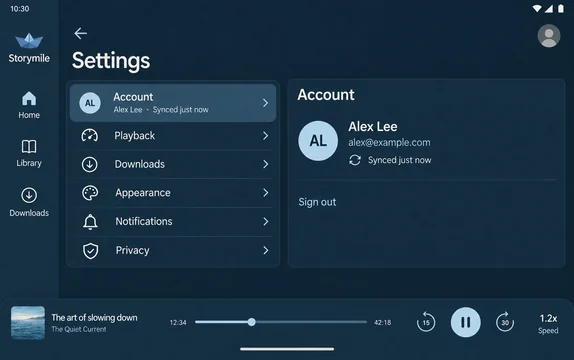 10:30
Storymile
Home
Library
Downloads
Settings
AL
Account
Alex Lee • Synced just now
Playback
Downloads
Appearance
Notifications
Privacy
Account
AL
Alex Lee
alex@example.com
Synced just now
Sign out
The art of slowing down
The Quiet Current
12:34
42:18
15
30
1.2x
Speed